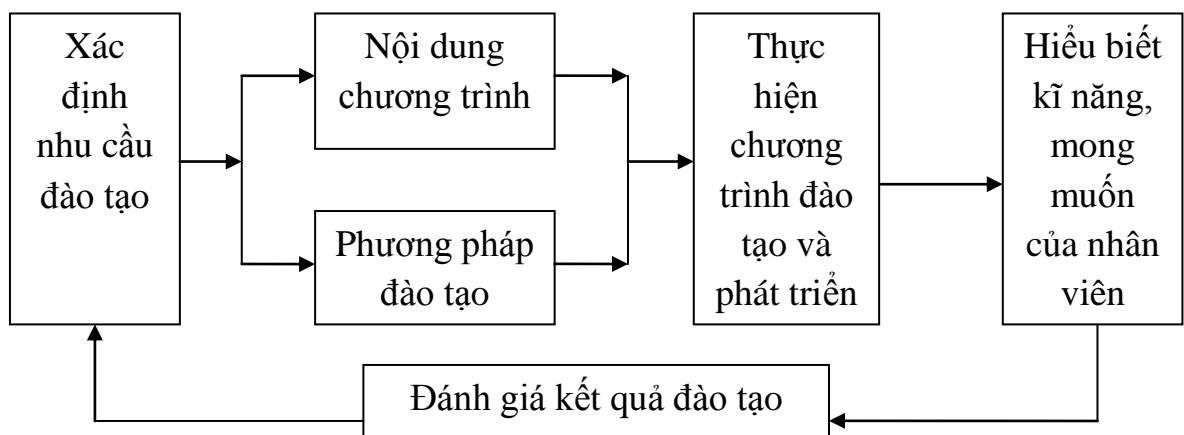 Xác
định
nhu cầu
đào tạo
Nội dung
chương trình
Phương pháp
đào tạo
Thực
hiện
chương
trình đào
tạo và
phát triển
Hiểu biết
kĩ năng,
mong
muốn
của nhân
viên
Đánh giá kết quả đào tạo